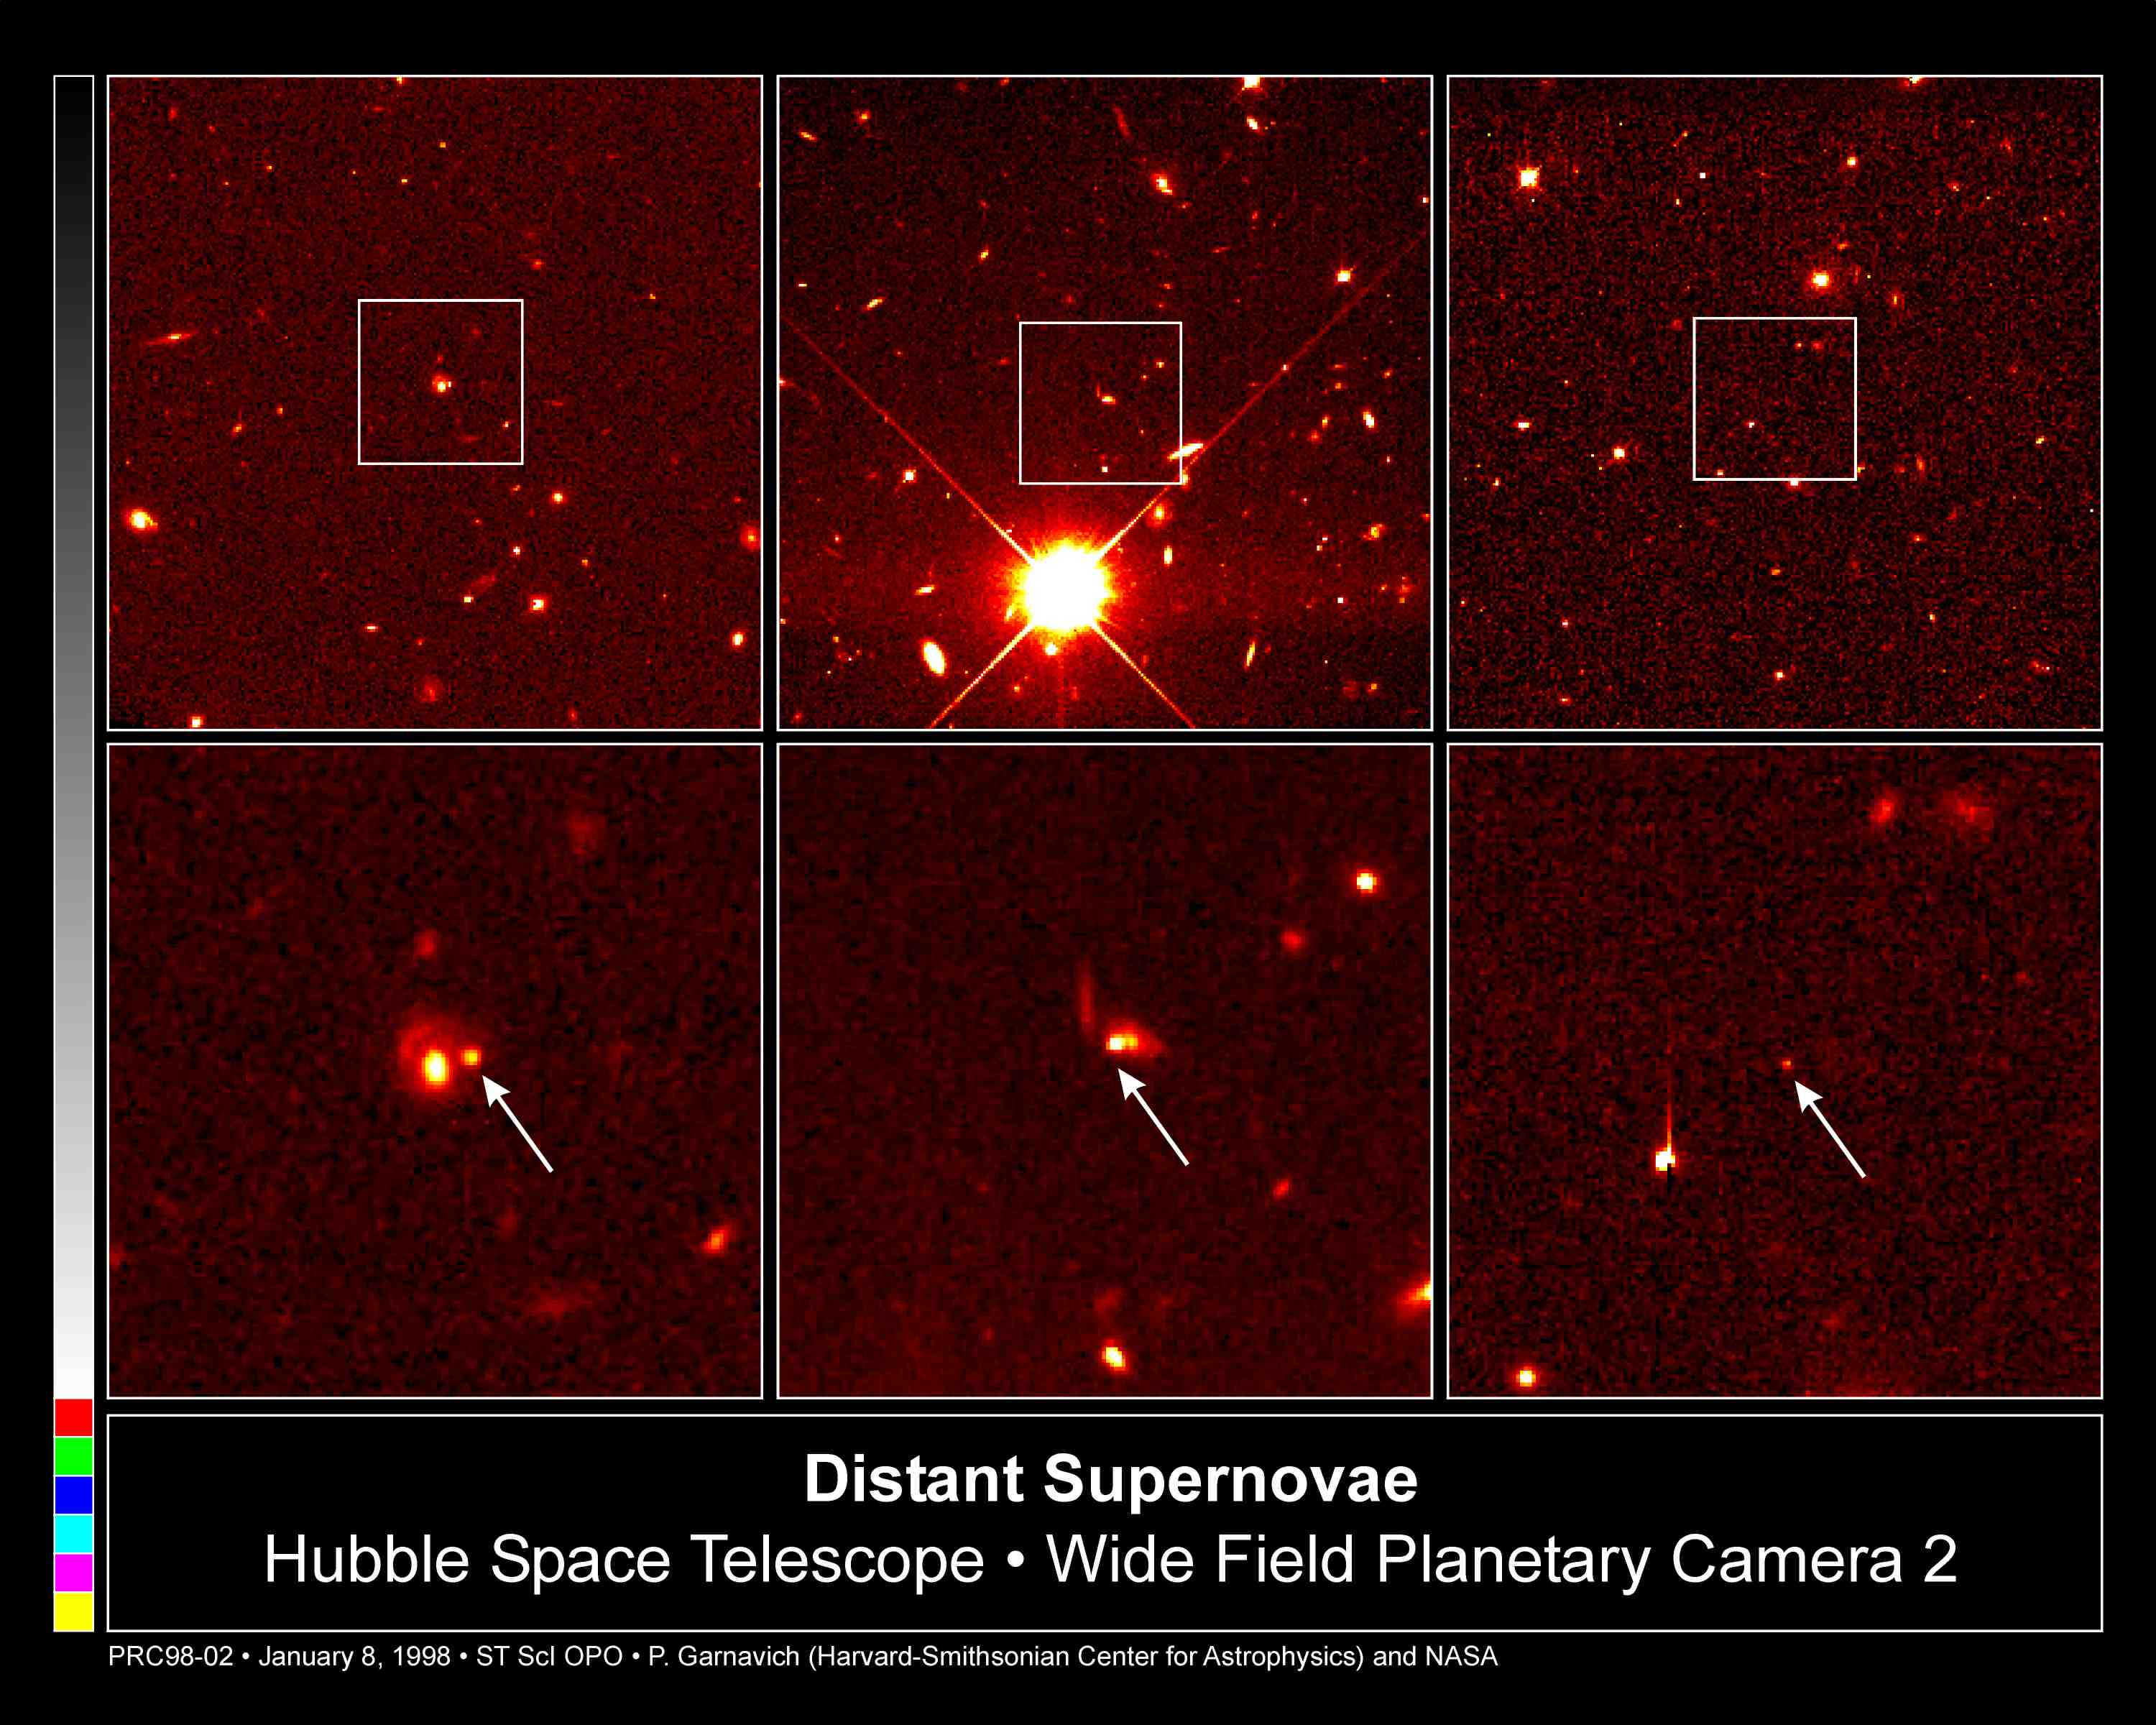 Distant Supernovae
Hubble Space Telescope • Wide Field Planetary Camera 2
PRC98-02 • January 8, 1998 • ST ScI OPO • P. Garnavich (Harvard-Smithsonian Center for Astrophysics) and NASA